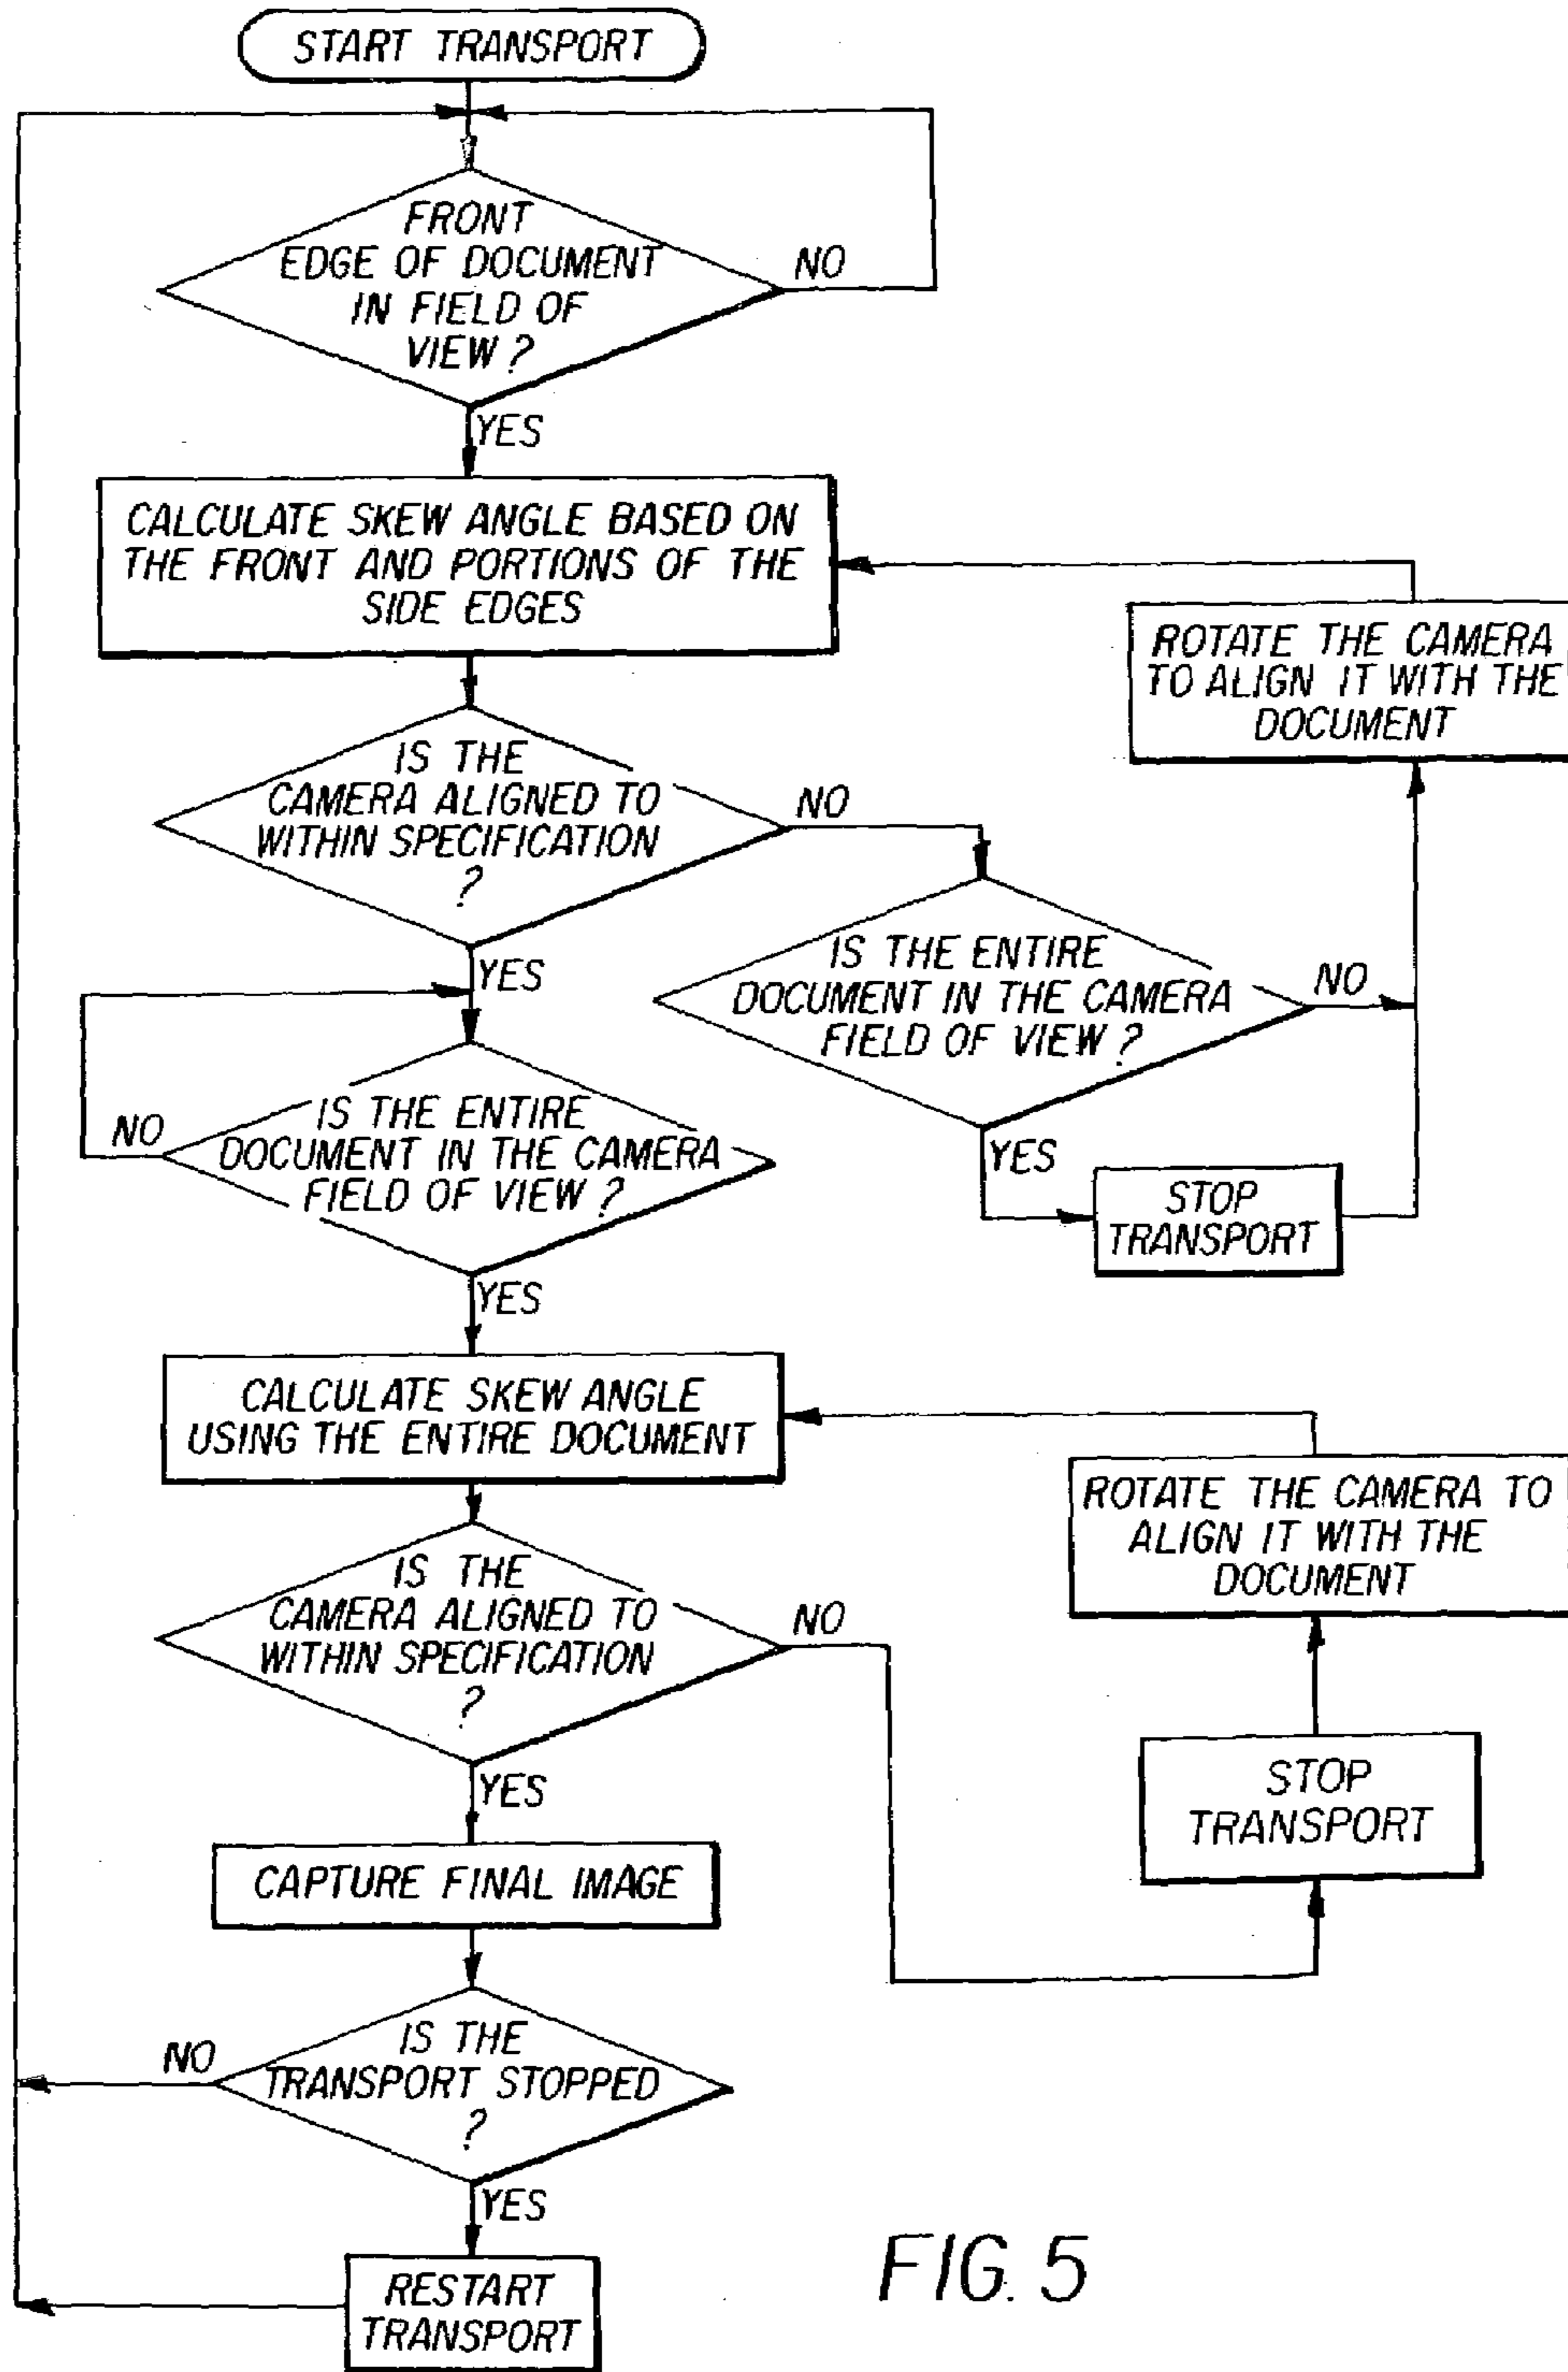 START TRANSPORT
FRONT
EDGE OF DOCUMENT
IN FIELD OF
VIEW ?
NO
YES
CALCULATE SKEW ANGLE BASED ON
THE FRONT AND PORTIONS OF THE
SIDE EDGES
ROTATE THE CAMERA
TO ALIGN IT WITH THE
DOCUMENT
IS THE
CAMERA ALIGNED TO
WITHIN SPECIFICATION
?
NO
YES
IS THE ENTIRE
DOCUMENT IN THE CAMERA
FIELD OF VIEW ?
NO
YES
STOP
TRANSPORT
IS THE ENTIRE
DOCUMENT IN THE CAMERA
FIELD OF VIEW ?
NO
YES
CALCULATE SKEW ANGLE
USING THE ENTIRE DOCUMENT
ROTATE THE CAMERA TO
ALIGN IT WITH THE
DOCUMENT
IS THE
CAMERA ALIGNED TO
WITHIN SPECIFICATION
?
NO
YES
STOP
TRANSPORT
CAPTURE FINAL IMAGE
IS THE
TRANSPORT STOPPED
?
NO
YES
RESTART
TRANSPORT
FIG. 5